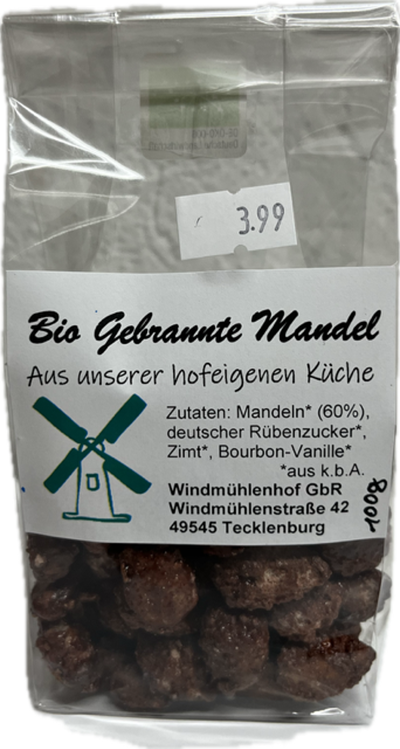 3.99
Bio Gebrannte Mandel
Aus unserer hofeigenen Küche
Zutaten: Mandeln* (60%),
deutscher Rübenzucker*,
Zimt*, Bourbon-Vanille*
*aus k.b.A.
Windmühlenhof GbR
Windmühlenstraße 42
49545 Tecklenburg
100g